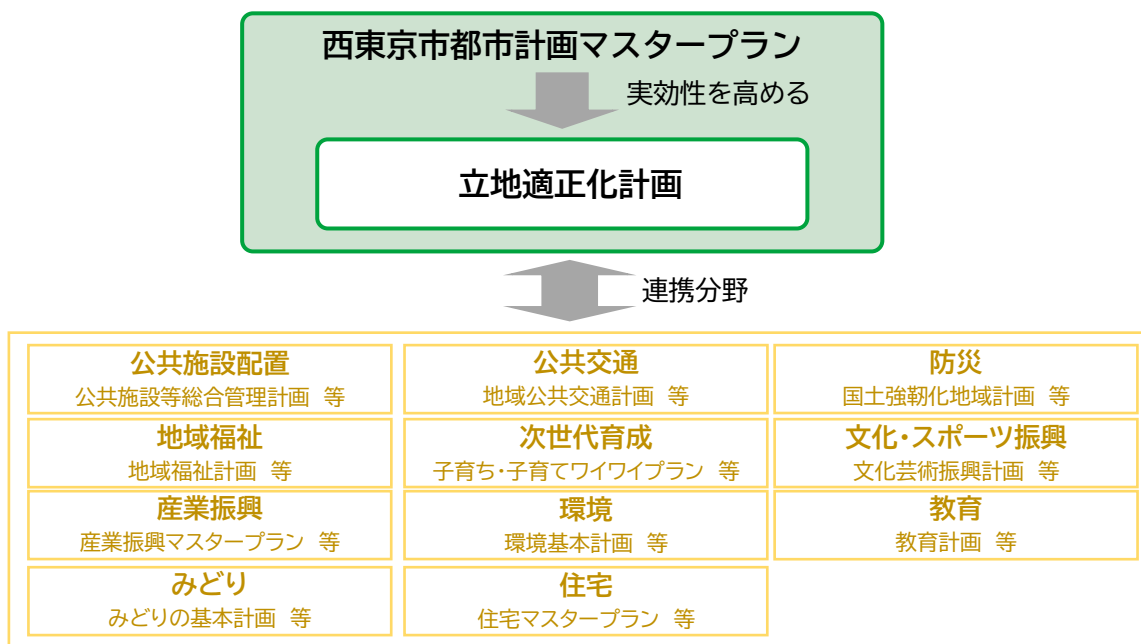 西東京市都市計画マスタープラン
実効性を高める
立地適正化計画
連携分野
公共施設配置
公共施設等総合管理計画 等
公共交通
地域公共交通計画 等
防災
国土強靭化地域計画 等
地域福祉
地域福祉計画 等
次世代育成
子育ち・子育てワイワイプラン 等
文化・スポーツ振興
文化芸術振興計画 等
産業振興
産業振興マスタープラン 等
環境
環境基本計画 等
教育
教育計画 等
みどり
みどりの基本計画 等
住宅
住宅マスタープラン 等